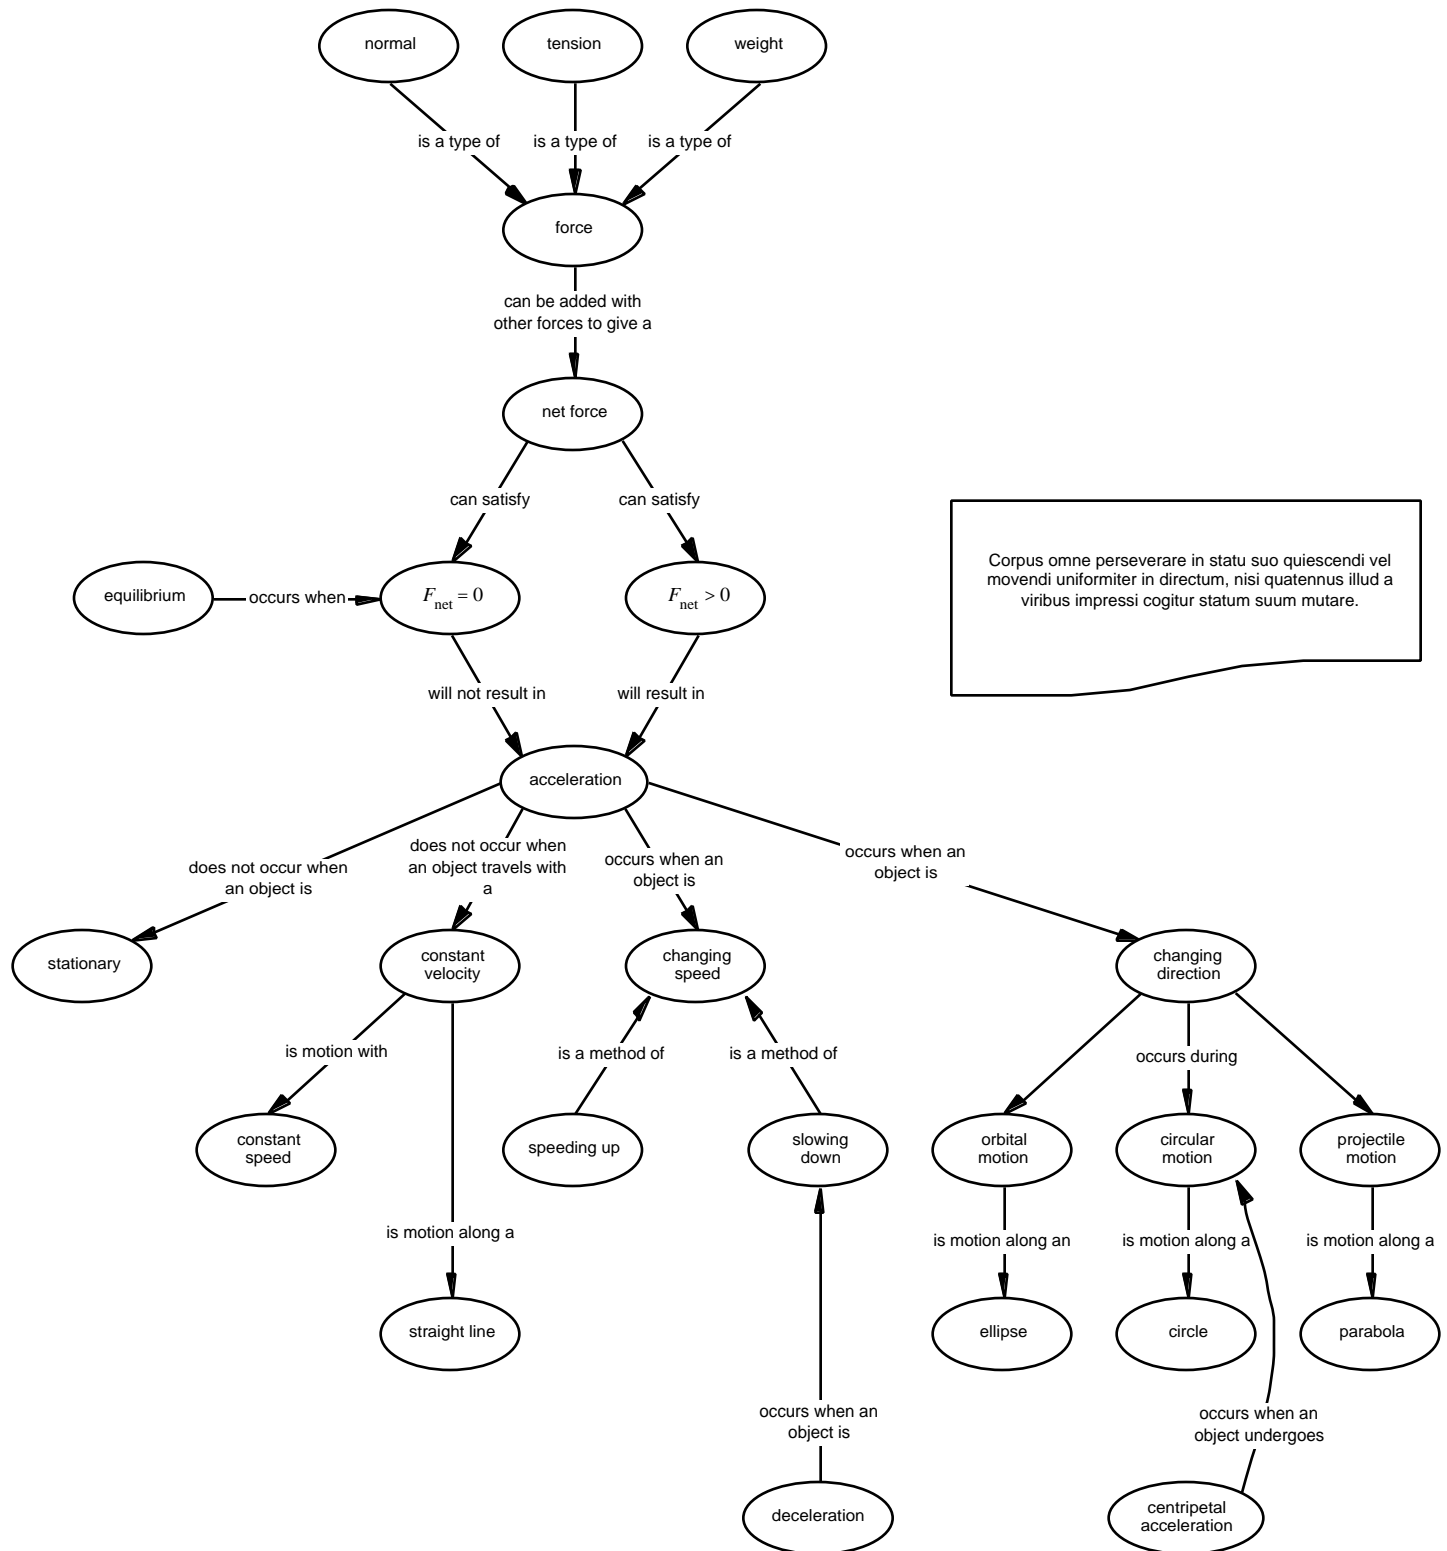 normal
tension
weight
is a type of
is a type of
is a type of
force
can be added with
other forces to give a
net force
can satisfy
can satisfy
equilibrium
occurs when
Fnet = 0
Fnet > 0
Corpus omne perseverare in statu suo quiescendi vel
movendi uniformiter in directum, nisi quatennus illud a
viribus impressi cogitur statum suum mutare.
will not result in
will result in
acceleration
does not occur when
an object is
does not occur when
an object travels with
a
occurs when an
object is
occurs when an
object is
stationary
constant
velocity
changing
speed
changing
direction
is motion with
is a method of
is a method of
occurs during
constant
speed
speeding up
slowing
down
orbital
motion
circular
motion
projectile
motion
is motion along a
is motion along an
is motion along a
is motion along a
straight line
ellipse
circle
parabola
occurs when an
object is
occurs when an
object undergoes
deceleration
centripetal
acceleration